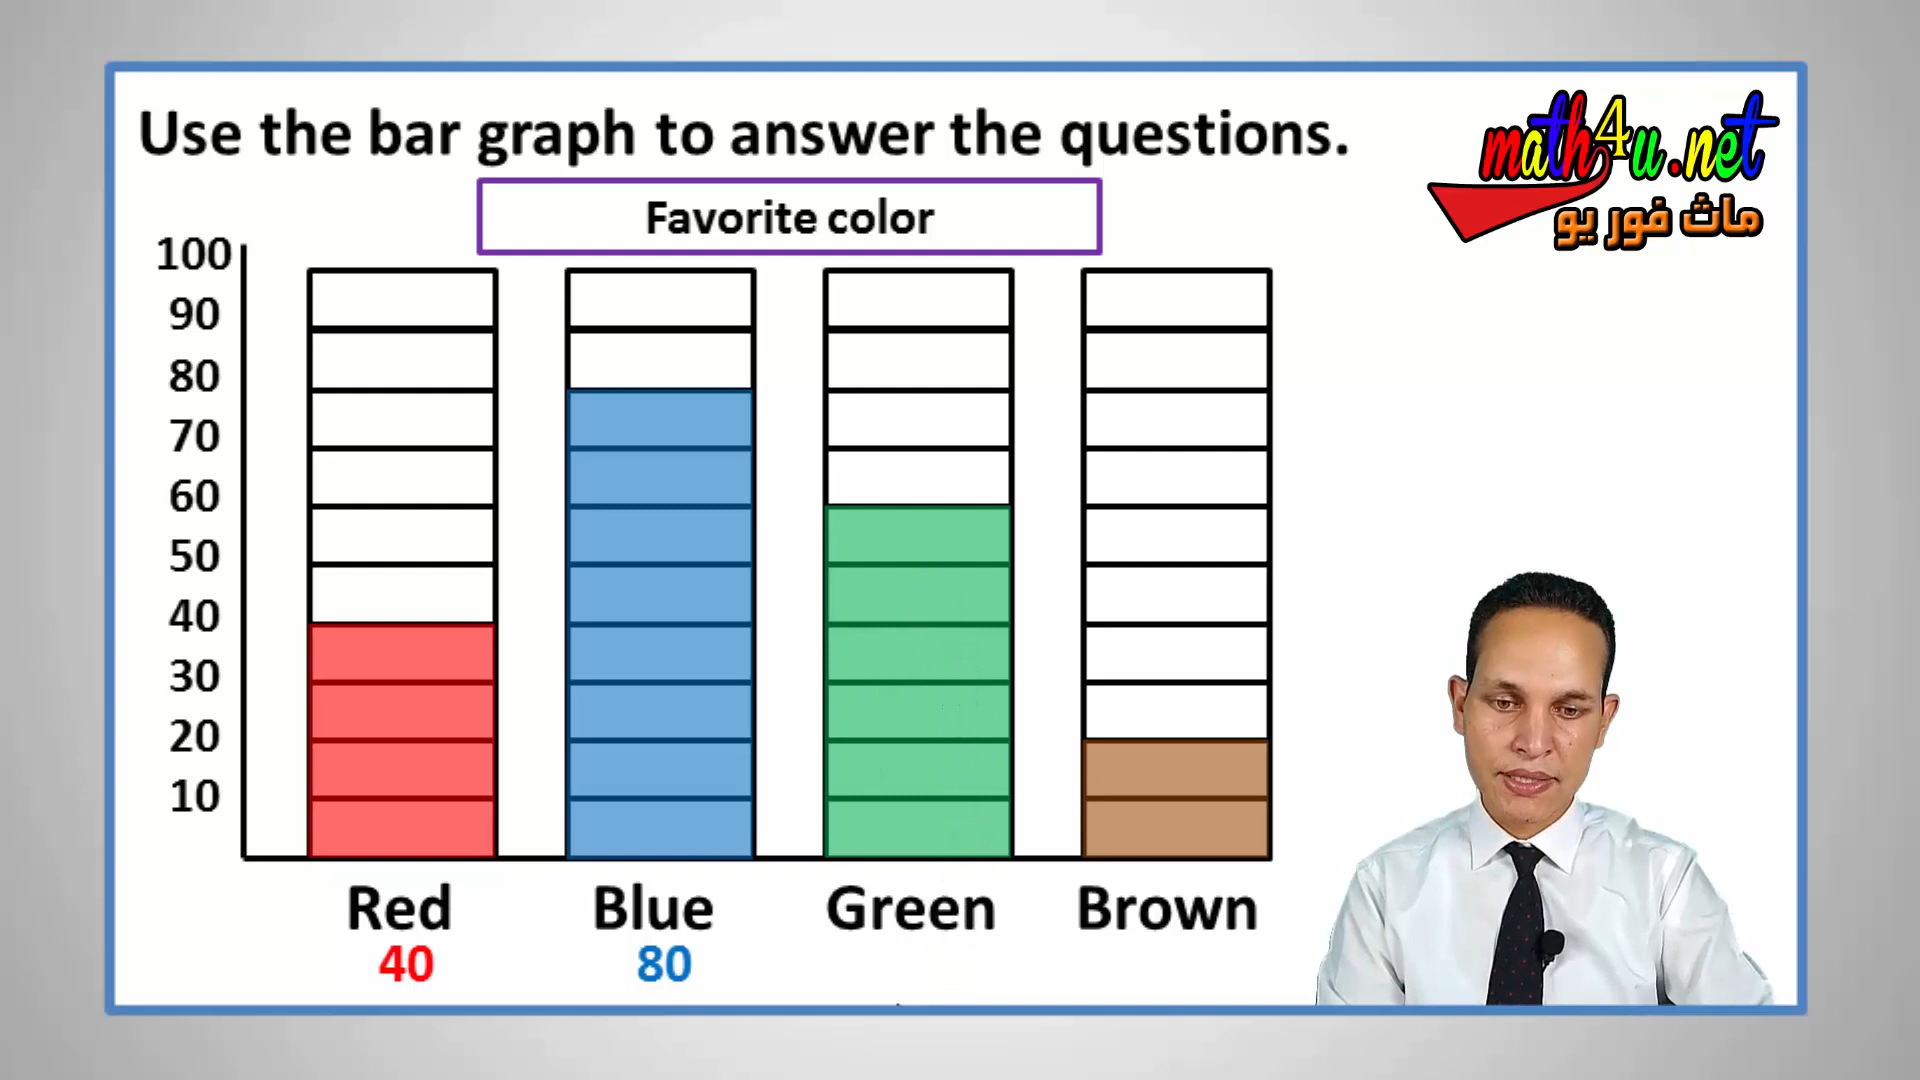 Use the bar graph to answer the questions.
math4u.net
ماث فور يو
Favorite color
100
90
80
70
60
50
40
30
20
10
Red Blue Green Brown
40 80